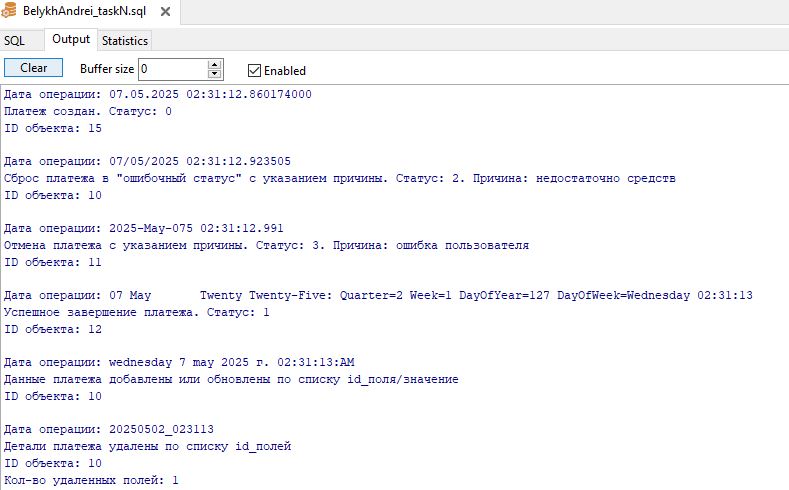 BelykhAndrei_taskN.sql
SQL Output Statistics
Clear Buffer size 0 Enabled
Дата операции: 07.05.2025 02:31:12.860174000
Платеж создан. Статус: 0
ID объекта: 15
Дата операции: 07/05/2025 02:31:12.923505
Сброс платежа в "ошибочный статус" с указанием причины. Статус: 2. Причина: недостаточно средств
ID объекта: 10
Дата операции: 2025-May-075 02:31:12.991
Отмена платежа с указанием причины. Статус: 3. Причина: ошибка пользователя
ID объекта: 11
Дата операции: 07 May       Twenty Twenty-Five: Quarter=2 Week=1 DayOfYear=127 DayOfWeek=Wednesday 02:31:13
Успешное завершение платежа. Статус: 1
ID объекта: 12
Дата операции: wednesday 7 may 2025 г. 02:31:13:AM
Данные платежа добавлены или обновлены по списку id_поля/значение
ID объекта: 10
Дата операции: 20250502_023113
Детали платежа удалены по списку id_полей
ID объекта: 10
Кол-во удаленных полей: 1